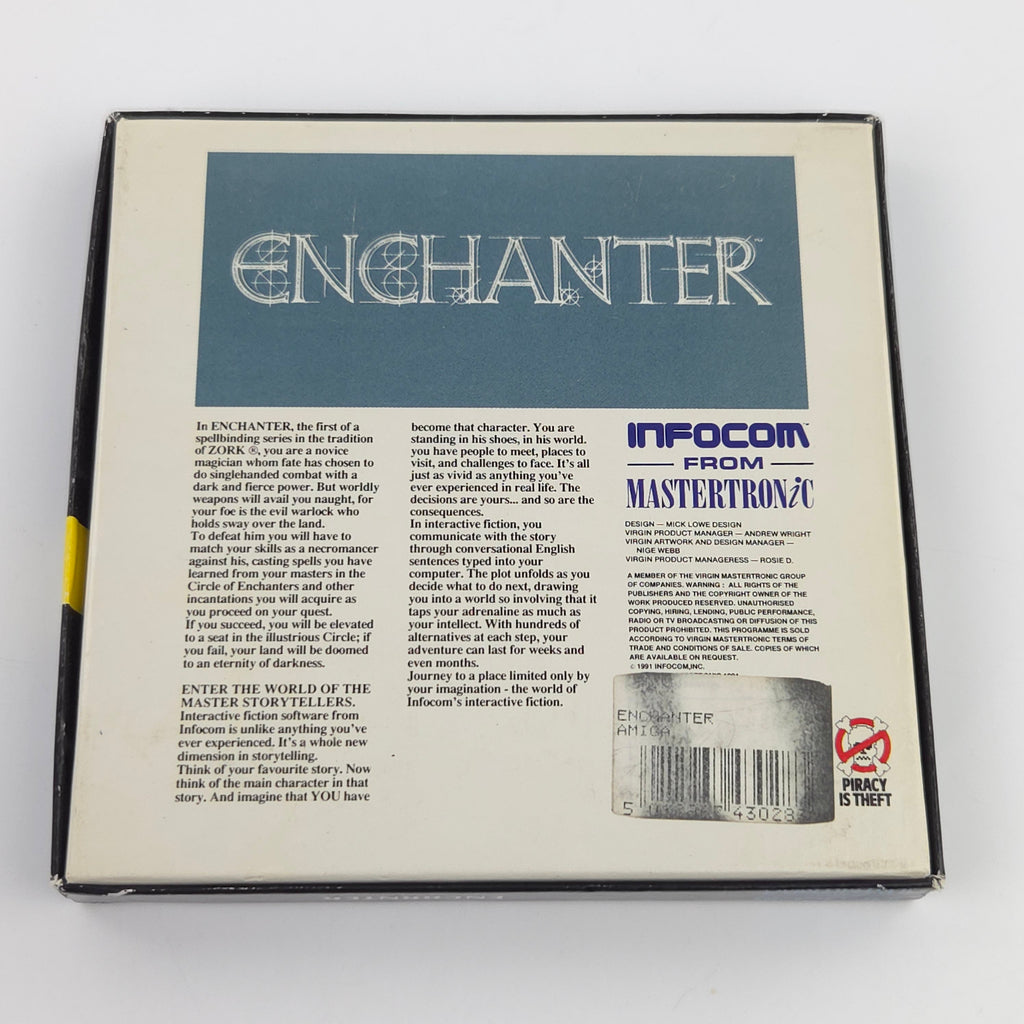 ENCHANTER™
In ENCHANTER, the first of a
spellbinding series in the tradition
of ZORK ®, you are a novice
magician whom fate has chosen to
do singlehanded combat with a
dark and fierce power. But worldly
weapons will avail you naught, for
your foe is the evil warlock who
holds sway over the land.
To defeat him you will have to
match your skills as a necromancer
against his, casting spells you have
learned from your masters in the
Circle of Enchanters and other
incantations you will acquire as
you proceed on your quest.
If you succeed, you will be elevated
to a seat in the illustrious Circle; if
you fail, your land will be doomed
to an eternity of darkness.
ENTER THE WORLD OF THE
MASTER STORYTELLERS.
Interactive fiction software from
Infocom is unlike anything you've
ever experienced. It's a whole new
dimension in storytelling.
Think of your favourite story. Now
think of the main character in that
story. And imagine that YOU have
become that character. You are
standing in his shoes, in his world.
you have people to meet, places to
visit, and challenges to face. It's all
just as vivid as anything you've
ever experienced in real life. The
decisions are yours... and so are the
consequences.
In interactive fiction, you
communicate with the story
through conversational English
sentences typed into your
computer. The plot unfolds as you
decide what to do next, drawing
you into a world so involving that it
taps your adrenaline as much as
your intellect. With hundreds of
alternatives at each step, your
adventure can last for weeks and
even months.
Journey to a place limited only by
your imagination - the world of
Infocom's interactive fiction.
INFOCOM™
FROM
MASTERTRONiC
DESIGN — MICK LOWE DESIGN
VIRGIN PRODUCT MANAGER — ANDREW WRIGHT
VIRGIN ARTWORK AND DESIGN MANAGER —
NIGE WEBB
VIRGIN PRODUCT MANAGERESS — ROSIE D.
A MEMBER OF THE VIRGIN MASTERTRONIC GROUP
OF COMPANIES. WARNING : ALL RIGHTS OF THE
PUBLISHERS AND THE COPYRIGHT OWNER OF THE
WORK PRODUCED RESERVED. UNAUTHORISED
COPYING, HIRING, LENDING, PUBLIC PERFORMANCE,
RADIO OR TV BROADCASTING OR DIFFUSION OF THIS
PRODUCT PROHIBITED. THIS PROGRAMME IS SOLD
ACCORDING TO VIRGIN MASTERTRONIC TERMS OF
TRADE AND CONDITIONS OF SALE. COPIES OF WHICH
ARE AVAILABLE ON REQUEST.
© 1991 INFOCOM,INC.
ENCHANTER
AMIGA
5 43028
PIRACY
IS THEFT
ENCHANTER